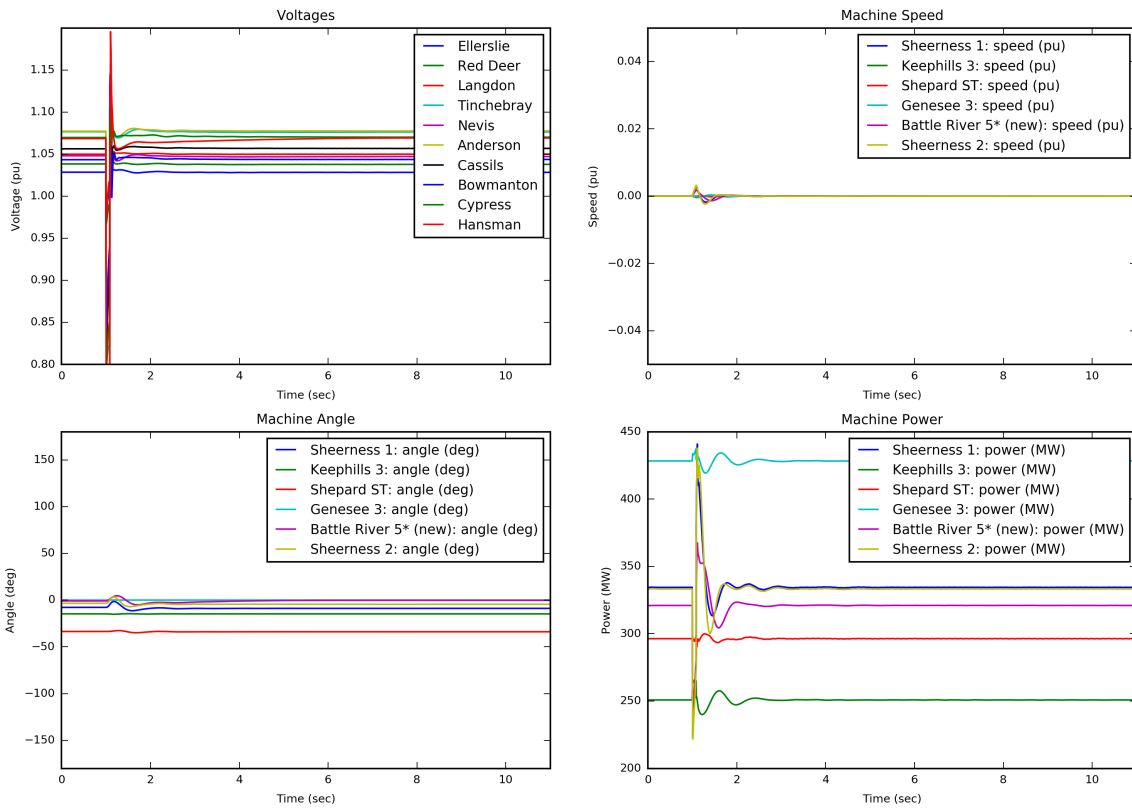 Voltages
1.15
1.10
1.05
1.00
0.95
0.90
0.85
0.80
Voltage (pu)
0
2
4
6
8
10
Time (sec)
Ellerslie
Red Deer
Langdon
Tinchebray
Nevis
Anderson
Cassils
Bowmanton
Cypress
Hansman
Machine Speed
0.04
0.02
0.00
−0.02
−0.04
Speed (pu)
0
2
4
6
8
10
Time (sec)
Sheerness 1: speed (pu)
Keephills 3: speed (pu)
Shepard ST: speed (pu)
Genesee 3: speed (pu)
Battle River 5* (new): speed (pu)
Sheerness 2: speed (pu)
Machine Angle
150
100
50
0
−50
−100
−150
Angle (deg)
0
2
4
6
8
10
Time (sec)
Sheerness 1: angle (deg)
Keephills 3: angle (deg)
Shepard ST: angle (deg)
Genesee 3: angle (deg)
Battle River 5* (new): angle (deg)
Sheerness 2: angle (deg)
Machine Power
450
400
350
300
250
200
Power (MW)
0
2
4
6
8
10
Time (sec)
Sheerness 1: power (MW)
Keephills 3: power (MW)
Shepard ST: power (MW)
Genesee 3: power (MW)
Battle River 5* (new): power (MW)
Sheerness 2: power (MW)